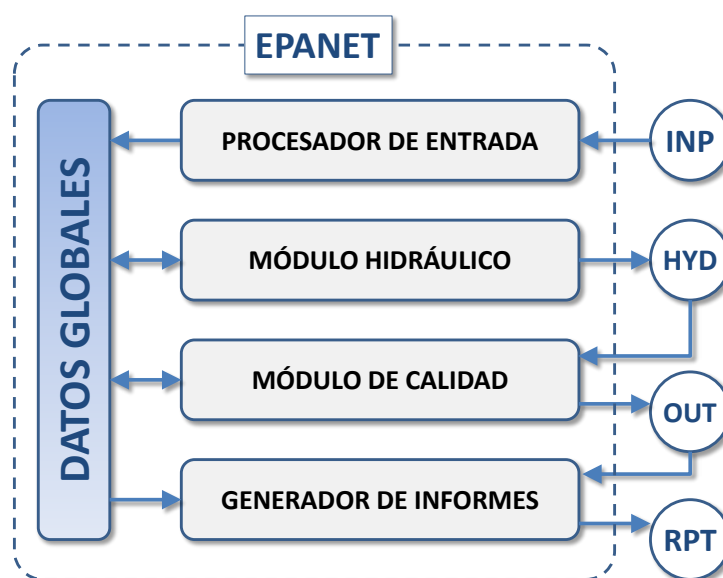 EPANET
DATOS GLOBALES
PROCESADOR DE ENTRADA
INP
MÓDULO HIDRÁULICO
HYD
MÓDULO DE CALIDAD
OUT
GENERADOR DE INFORMES
RPT